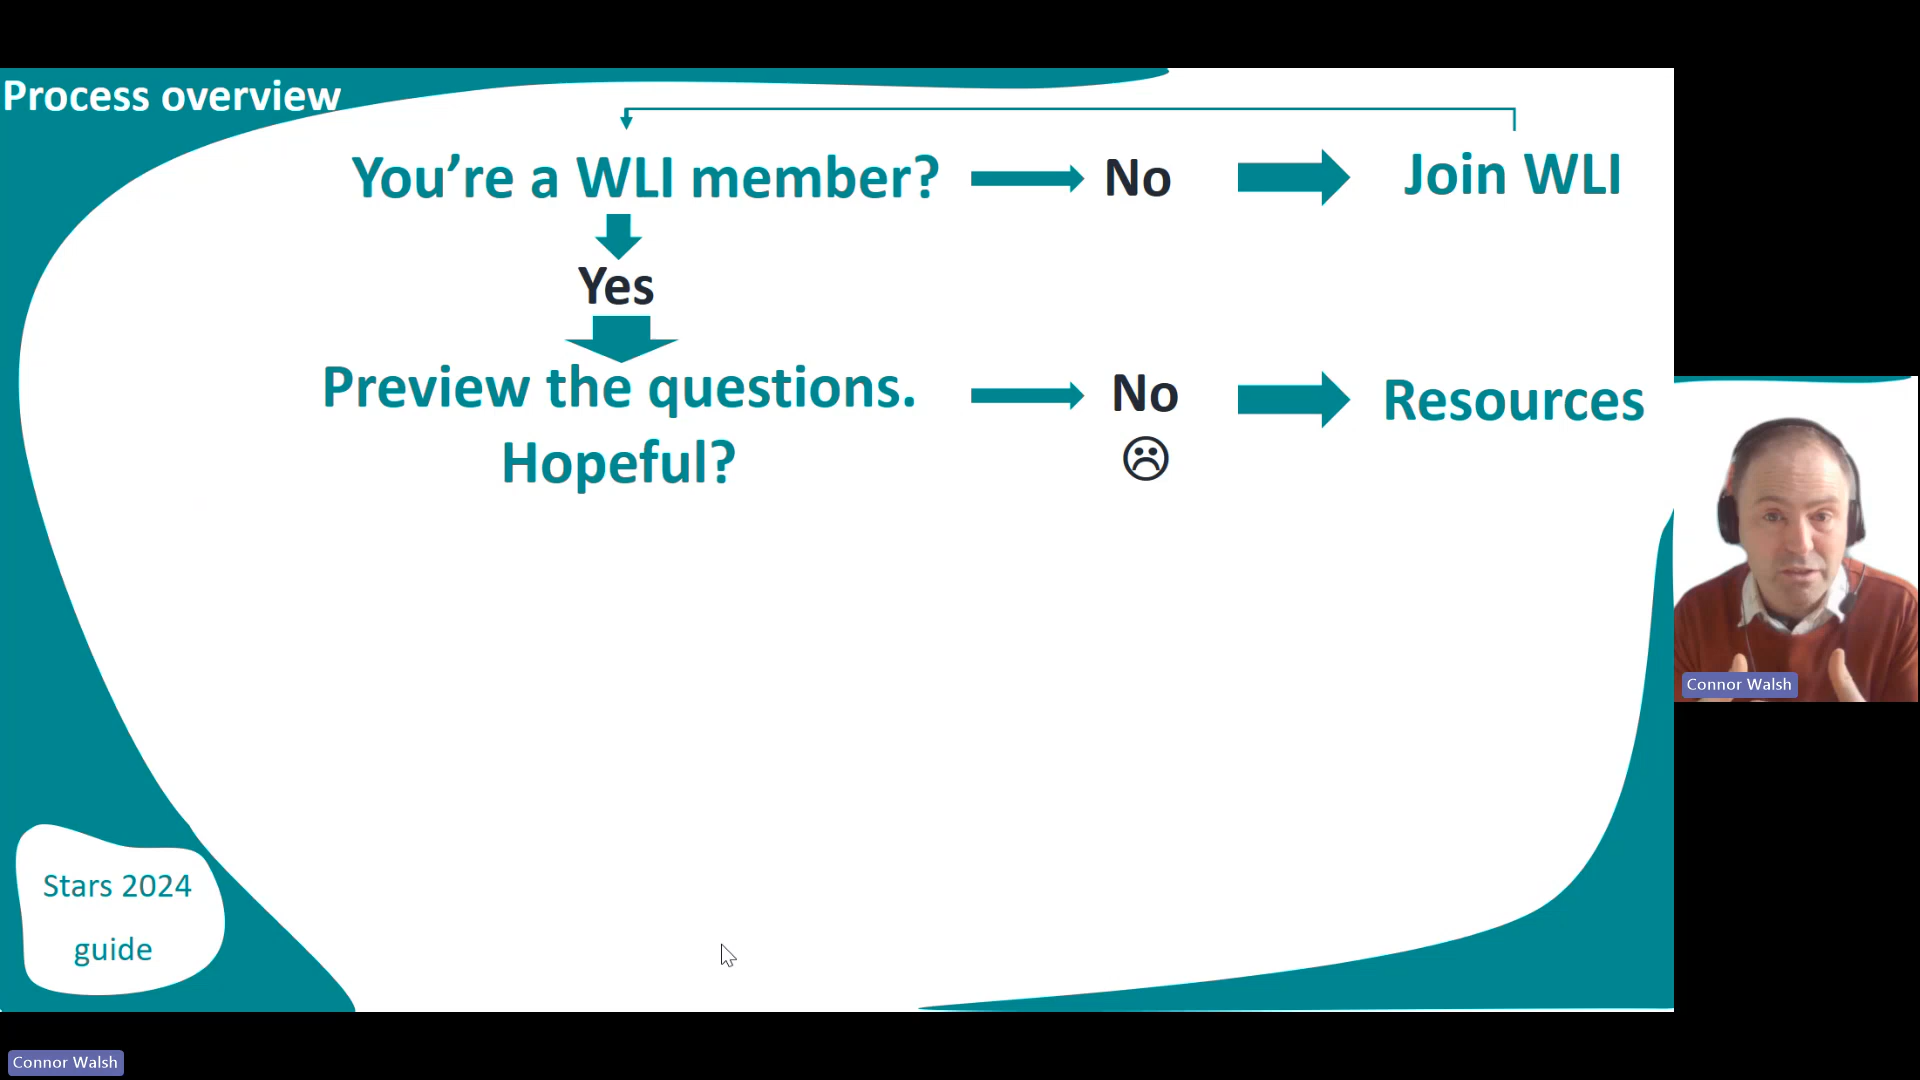 Process overview
You’re a WLI member?
No
Join WLI
Yes
Preview the questions.
Hopeful?
No
☹
Resources
Stars 2024
guide
Connor Walsh
Connor Walsh